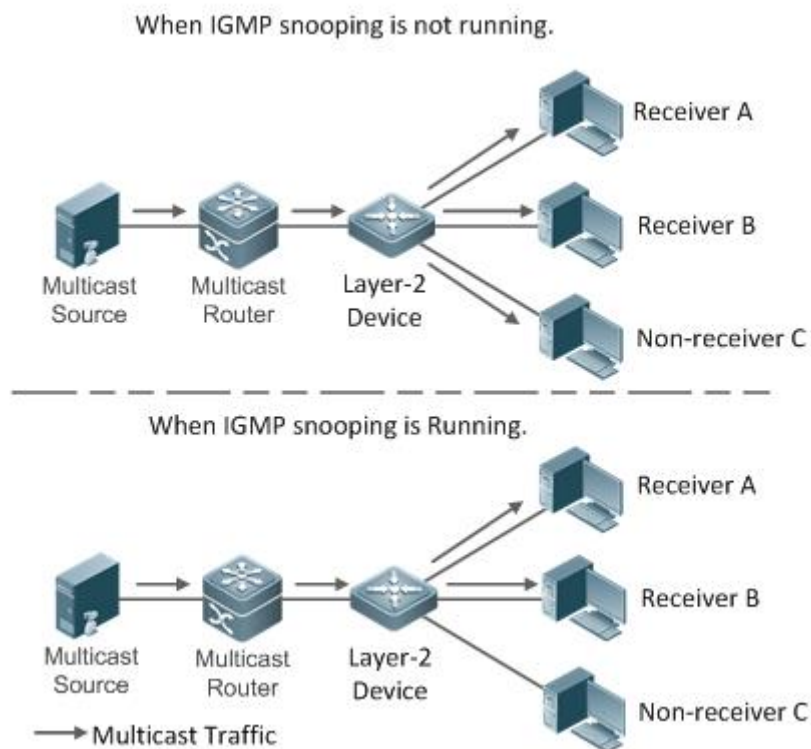 When IGMP snooping is not running.
Receiver A
Receiver B
Multicast
Source
Multicast
Router
Layer-2
Device
Non-receiver C
When IGMP snooping is Running.
Receiver A
Receiver B
Multicast
Source
Multicast
Router
Layer-2
Device
Non-receiver C
Multicast Traffic